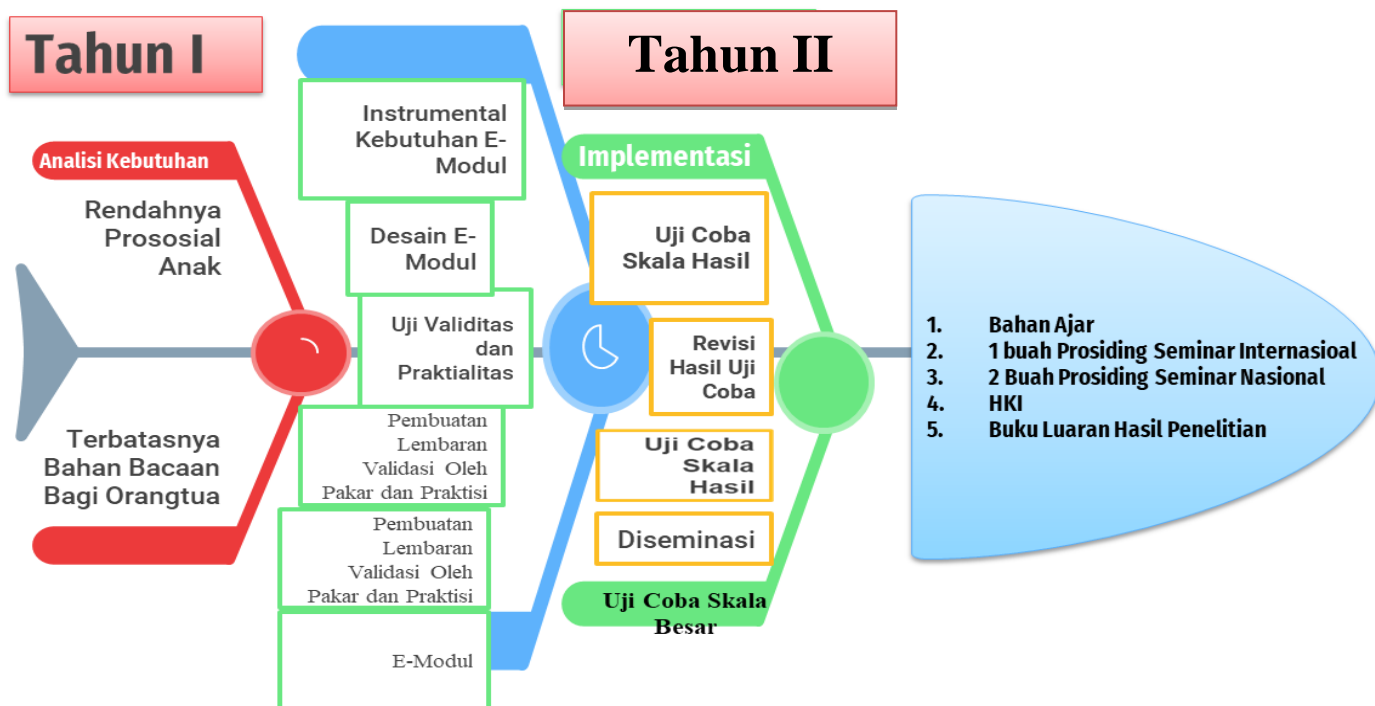 Tahun I
Analisi Kebutuhan
Rendahnya
Prososial
Anak
Terbatasnya
Bahan Bacaan
Bagi Orangtua
Instrumental
Kebutuhan E-
Modul
Desain E-
Modul
Uji Validitas
dan
Praktialitas
Pembuatan
Lembaran
Validasi Oleh
Pakar dan Praktisi
Pembuatan
Lembaran
Validasi Oleh
Pakar dan Praktisi
E-Modul
Tahun II
Implementasi
Uji Coba
Skala Hasil
Revisi
Hasil Uji
Coba
Uji Coba
Skala
Hasil
Diseminasi
Uji Coba Skala
Besar
1. Bahan Ajar
2. 1 buah Prosiding Seminar Internasioal
3. 2 Buah Prosiding Seminar Nasional
4. HKI
5. Buku Luaran Hasil Penelitian